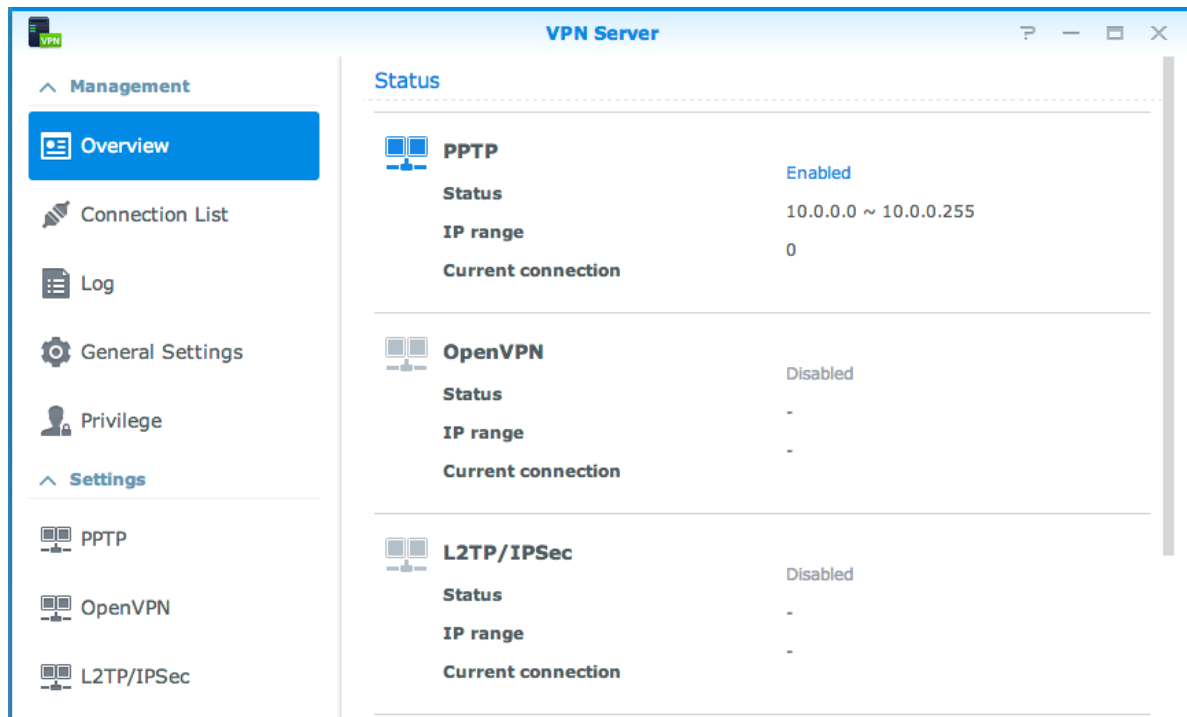 VPN
VPN Server
Management
Overview
Connection List
Log
General Settings
Privilege
Settings
PPTP
OpenVPN
L2TP/IPSec
Status
PPTP
Status
Enabled
IP range
10.0.0.0 ~ 10.0.0.255
Current connection
0
OpenVPN
Status
Disabled
IP range
-
Current connection
-
L2TP/IPSec
Status
Disabled
IP range
-
Current connection
-